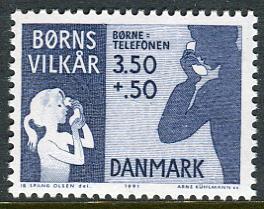 BØRNS
VILKÅR
BØRNE=
TELEFONEN
3.50
+.50
DANMARK
IB SPANG OLSEN del.
1991
ARNE KÜHLMANN sc.